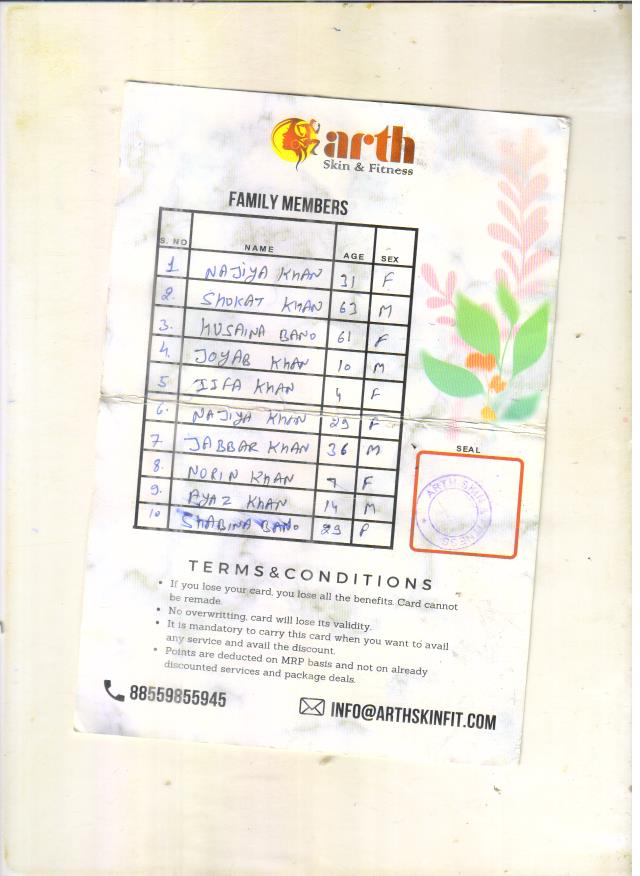 arth
Skin & Fitness
FAMILY MEMBERS
S. NO NAME AGE SEX
1 NAJIYA KHAN 31 F
2. SHOKAT KHAN 63 M
3. HUSAINA BANO 61 F
4. JOYAB KHAN 10 M
5 IIFA KHAN 4 F
6. NAJIYA KHAN 29 F
7 JABBAR KHAN 36 M
8. NORIN KHAN 7 F
9. AYAZ KHAN 14 M
10 SHABINA BANO 29 F
SEAL
ARTH SKIN & FITNESS
TERMS&CONDITIONS
• If you lose your card, you lose all the benefits. Card cannot
be remade.
• No overwritting, card will lose its validity.
• It is mandatory to carry this card when you want to avail
any service and avail the discount.
• Points are deducted on MRP basis and not on already
discounted services and package deals.
88559855945
INFO@ARTHSKINFIT.COM